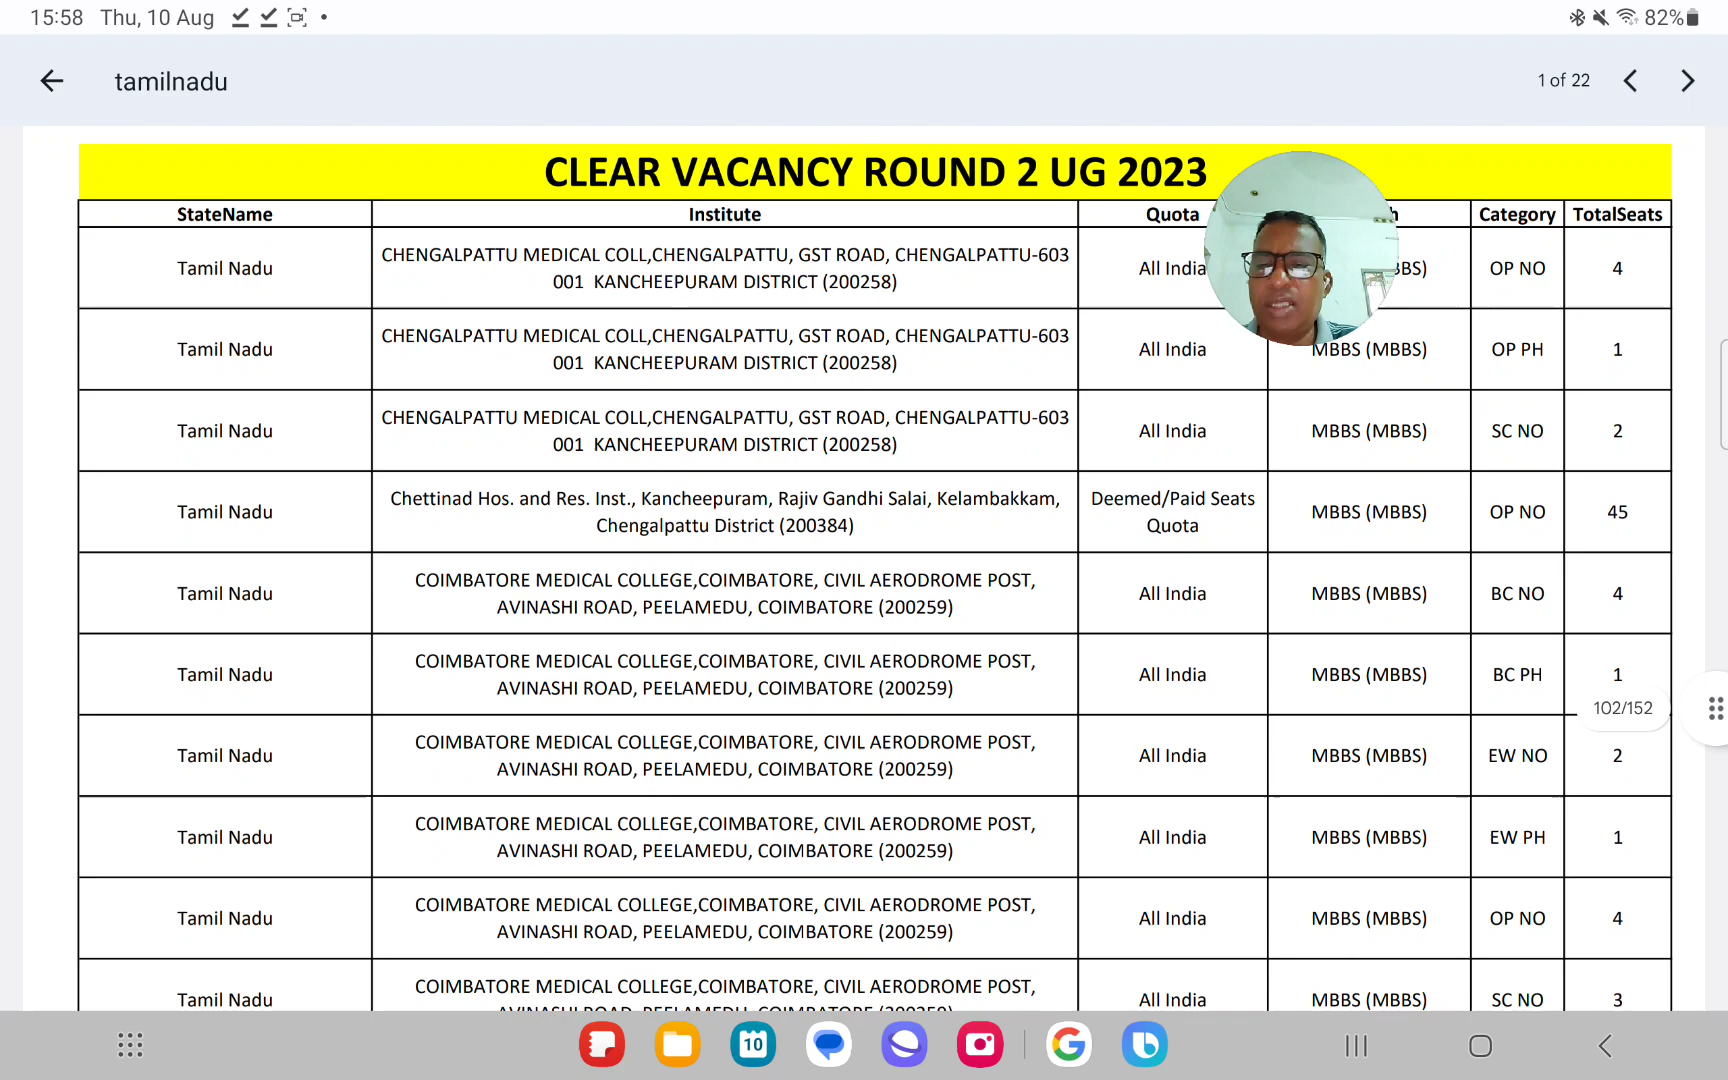 15:58 Thu, 10 Aug 82%
tamilnadu 1 of 22
CLEAR VACANCY ROUND 2 UG 2023
StateName Institute Quota Category TotalSeats
Tamil Nadu CHENGALPATTU MEDICAL COLL,CHENGALPATTU, GST ROAD, CHENGALPATTU-603 All India OP NO 4
001 KANCHEEPURAM DISTRICT (200258)
Tamil Nadu CHENGALPATTU MEDICAL COLL,CHENGALPATTU, GST ROAD, CHENGALPATTU-603 All India MBBS (MBBS) OP PH 1
001 KANCHEEPURAM DISTRICT (200258)
Tamil Nadu CHENGALPATTU MEDICAL COLL,CHENGALPATTU, GST ROAD, CHENGALPATTU-603 All India MBBS (MBBS) SC NO 2
001 KANCHEEPURAM DISTRICT (200258)
Tamil Nadu Chettinad Hos. and Res. Inst., Kancheepuram, Rajiv Gandhi Salai, Kelambakkam, Deemed/Paid Seats MBBS (MBBS) OP NO 45
Chengalpattu District (200384) Quota
Tamil Nadu COIMBATORE MEDICAL COLLEGE,COIMBATORE, CIVIL AERODROME POST, All India MBBS (MBBS) BC NO 4
AVINASHI ROAD, PEELAMEDU, COIMBATORE (200259)
Tamil Nadu COIMBATORE MEDICAL COLLEGE,COIMBATORE, CIVIL AERODROME POST, All India MBBS (MBBS) BC PH 1
AVINASHI ROAD, PEELAMEDU, COIMBATORE (200259)
102/152
Tamil Nadu COIMBATORE MEDICAL COLLEGE,COIMBATORE, CIVIL AERODROME POST, All India MBBS (MBBS) EW NO 2
AVINASHI ROAD, PEELAMEDU, COIMBATORE (200259)
Tamil Nadu COIMBATORE MEDICAL COLLEGE,COIMBATORE, CIVIL AERODROME POST, All India MBBS (MBBS) EW PH 1
AVINASHI ROAD, PEELAMEDU, COIMBATORE (200259)
Tamil Nadu COIMBATORE MEDICAL COLLEGE,COIMBATORE, CIVIL AERODROME POST, All India MBBS (MBBS) OP NO 4
AVINASHI ROAD, PEELAMEDU, COIMBATORE (200259)
Tamil Nadu COIMBATORE MEDICAL COLLEGE,COIMBATORE, CIVIL AERODROME POST, All India MBBS (MBBS) SC NO 3
10